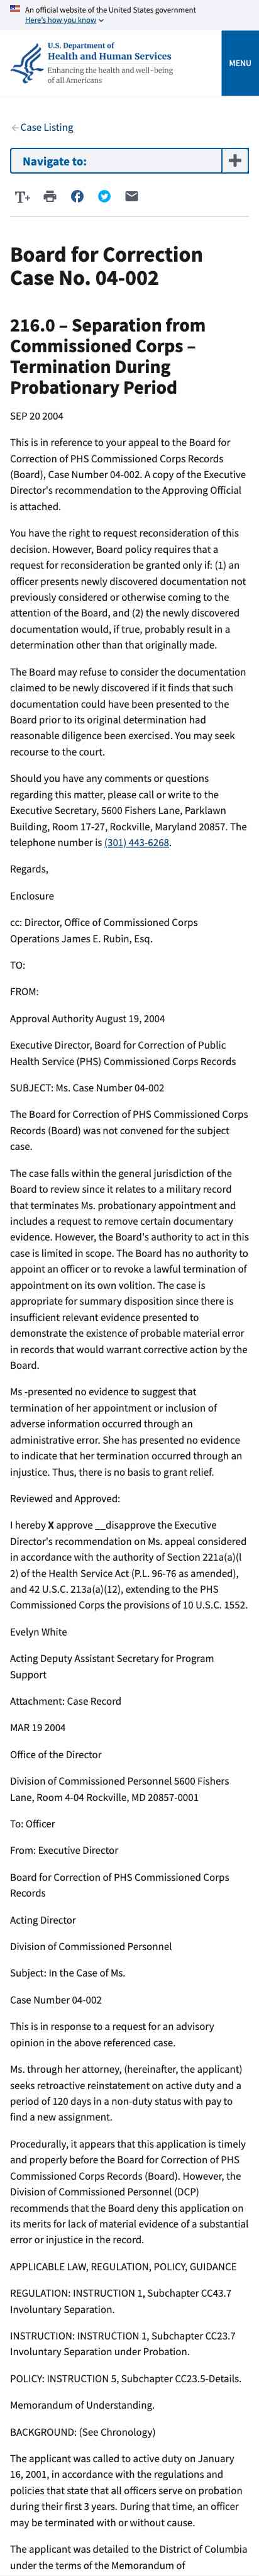 An official website of the United States government
Here's how you know
U.S. Department of
Health and Human Services
Enhancing the health and well-being
of all Americans
MENU
Case Listing
Navigate to:
T+
Board for Correction
Case No. 04-002
216.0 – Separation from
Commissioned Corps –
Termination During
Probationary Period
SEP 20 2004
This is in reference to your appeal to the Board for
Correction of PHS Commissioned Corps Records
(Board), Case Number 04-002. A copy of the Executive
Director's recommendation to the Approving Official
is attached.
You have the right to request reconsideration of this
decision. However, Board policy requires that a
request for reconsideration be granted only if: (1) an
officer presents newly discovered documentation not
previously considered or otherwise coming to the
attention of the Board, and (2) the newly discovered
documentation would, if true, probably result in a
determination other than that originally made.
The Board may refuse to consider the documentation
claimed to be newly discovered if it finds that such
documentation could have been presented to the
Board prior to its original determination had
reasonable diligence been exercised. You may seek
recourse to the court.
Should you have any comments or questions
regarding this matter, please call or write to the
Executive Secretary, 5600 Fishers Lane, Parklawn
Building, Room 17-27, Rockville, Maryland 20857. The
telephone number is (301) 443-6268.
Regards,
Enclosure
cc: Director, Office of Commissioned Corps
Operations James E. Rubin, Esq.
TO:
FROM:
Approval Authority August 19, 2004
Executive Director, Board for Correction of Public
Health Service (PHS) Commissioned Corps Records
SUBJECT: Ms. Case Number 04-002
The Board for Correction of PHS Commissioned Corps
Records (Board) was not convened for the subject
case.
The case falls within the general jurisdiction of the
Board to review since it relates to a military record
that terminates Ms. probationary appointment and
includes a request to remove certain documentary
evidence. However, the Board's authority to act in this
case is limited in scope. The Board has no authority to
appoint an officer or to revoke a lawful termination of
appointment on its own volition. The case is
appropriate for summary disposition since there is
insufficient relevant evidence presented to
demonstrate the existence of probable material error
in records that would warrant corrective action by the
Board.
Ms -presented no evidence to suggest that
termination of her appointment or inclusion of
adverse information occurred through an
administrative error. She has presented no evidence
to indicate that her termination occurred through an
injustice. Thus, there is no basis to grant relief.
Reviewed and Approved:
I hereby X approve __disapprove the Executive
Director's recommendation on Ms. appeal considered
in accordance with the authority of Section 221a(a)(l
2) of the Health Service Act (P.L. 96-76 as amended),
and 42 U.S.C. 213a(a)(12), extending to the PHS
Commissioned Corps the provisions of 10 U.S.C. 1552.
Evelyn White
Acting Deputy Assistant Secretary for Program
Support
Attachment: Case Record
MAR 19 2004
Office of the Director
Division of Commissioned Personnel 5600 Fishers
Lane, Room 4-04 Rockville, MD 20857-0001
To: Officer
From: Executive Director
Board for Correction of PHS Commissioned Corps
Records
Acting Director
Division of Commissioned Personnel
Subject: In the Case of Ms.
Case Number 04-002
This is in response to a request for an advisory
opinion in the above referenced case.
Ms. through her attorney, (hereinafter, the applicant)
seeks retroactive reinstatement on active duty and a
period of 120 days in a non-duty status with pay to
find a new assignment.
Procedurally, it appears that this application is timely
and properly before the Board for Correction of PHS
Commissioned Corps Records (Board). However, the
Division of Commissioned Personnel (DCP)
recommends that the Board deny this application on
its merits for lack of material evidence of a substantial
error or injustice in the record.
APPLICABLE LAW, REGULATION, POLICY, GUIDANCE
REGULATION: INSTRUCTION 1, Subchapter CC43.7
Involuntary Separation.
INSTRUCTION: INSTRUCTION 1, Subchapter CC23.7
Involuntary Separation under Probation.
POLICY: INSTRUCTION 5, Subchapter CC23.5-Details.
Memorandum of Understanding.
BACKGROUND: (See Chronology)
The applicant was called to active duty on January
16, 2001, in accordance with the regulations and
policies that state that all officers serve on probation
during their first 3 years. During that time, an officer
may be terminated with or without cause.
The applicant was detailed to the District of Columbia
under the terms of the Memorandum of